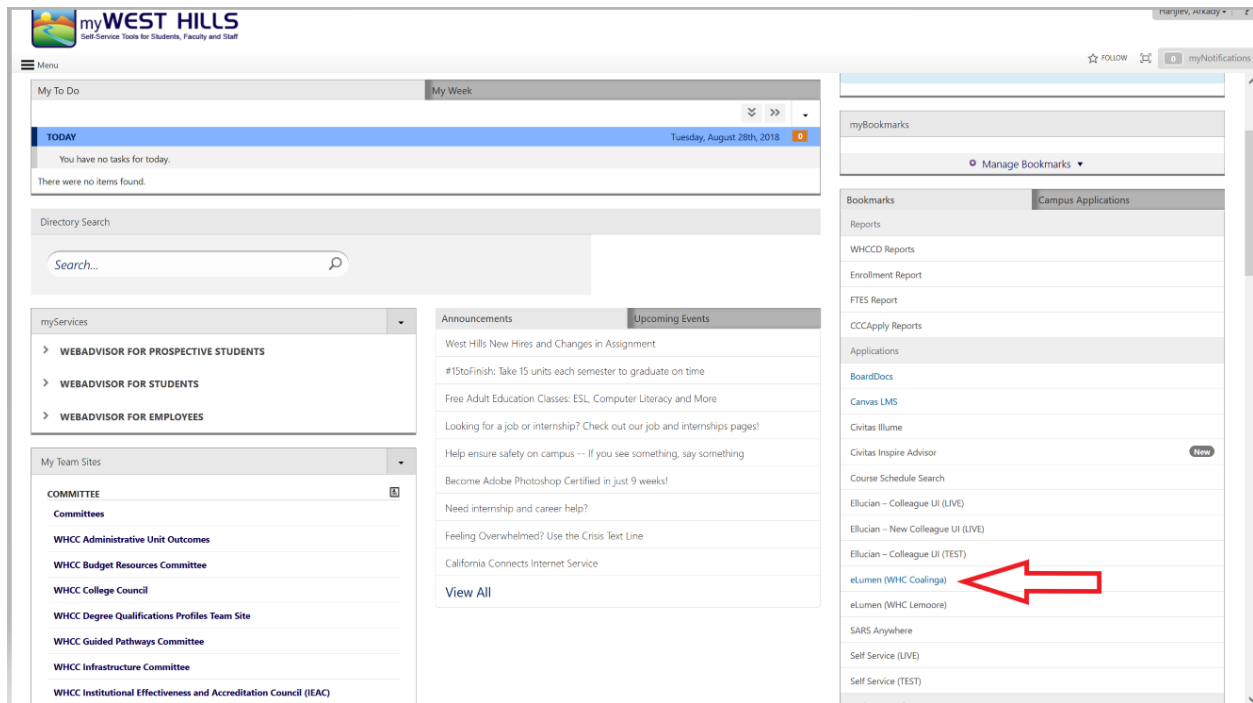 myWEST HILLS
Self-Service Tools for Students, Faculty and Staff
Menu
FOLLOW
0 myNotifications
My To Do
My Week
TODAY
Tuesday, August 28th, 2018 0
You have no tasks for today.
There were no items found.
Directory Search
Search...
myServices
WEBADVISOR FOR PROSPECTIVE STUDENTS
WEBADVISOR FOR STUDENTS
WEBADVISOR FOR EMPLOYEES
My Team Sites
COMMITTEE
Committees
WHCC Administrative Unit Outcomes
WHCC Budget Resources Committee
WHCC College Council
WHCC Degree Qualifications Profiles Team Site
WHCC Guided Pathways Committee
WHCC Infrastructure Committee
WHCC Institutional Effectiveness and Accreditation Council (IEAC)
Announcements
Upcoming Events
West Hills New Hires and Changes in Assignment
#15toFinish: Take 15 units each semester to graduate on time
Free Adult Education Classes: ESL, Computer Literacy and More
Looking for a job or internship? Check out our job and internships pages!
Help ensure safety on campus -- If you see something, say something
Become Adobe Photoshop Certified in just 9 weeks!
Need internship and career help?
Feeling Overwhelmed? Use the Crisis Text Line
California Connects Internet Service
View All
myBookmarks
Manage Bookmarks
Bookmarks
Campus Applications
Reports
WHCCD Reports
Enrollment Report
FTES Report
CCCApply Reports
Applications
BoardDocs
Canvas LMS
Civitas Illume
Civitas Inspire Advisor
New
Course Schedule Search
Ellucian – Colleague UI (LIVE)
Ellucian – New Colleague UI (LIVE)
Ellucian – Colleague UI (TEST)
eLumen (WHC Coalinga)
eLumen (WHC Lemoore)
SARS Anywhere
Self Service (LIVE)
Self Service (TEST)